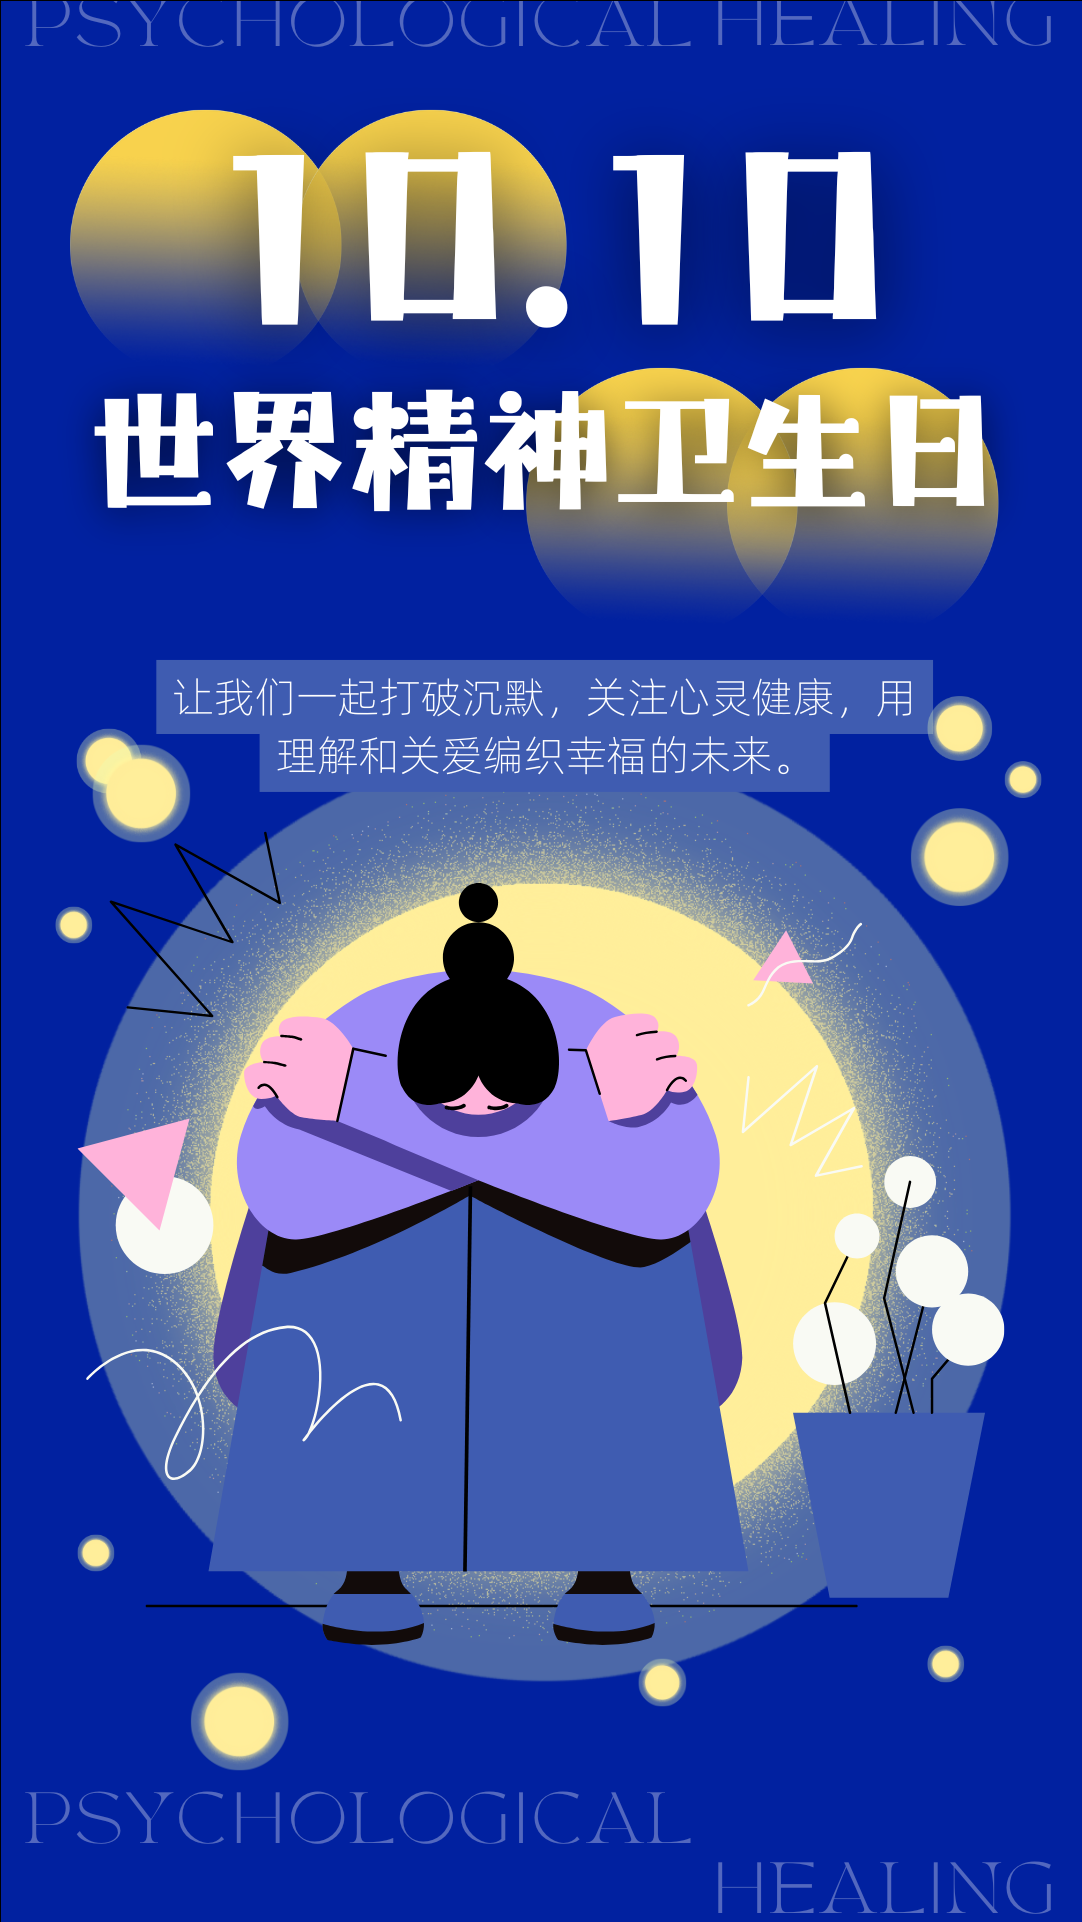 PSYCHOLOGICAL HEALING
10.10
世界精神卫生日
让我们一起打破沉默，关注心灵健康，用
理解和关爱编织幸福的未来。
PSYCHOLOGICAL
HEALING